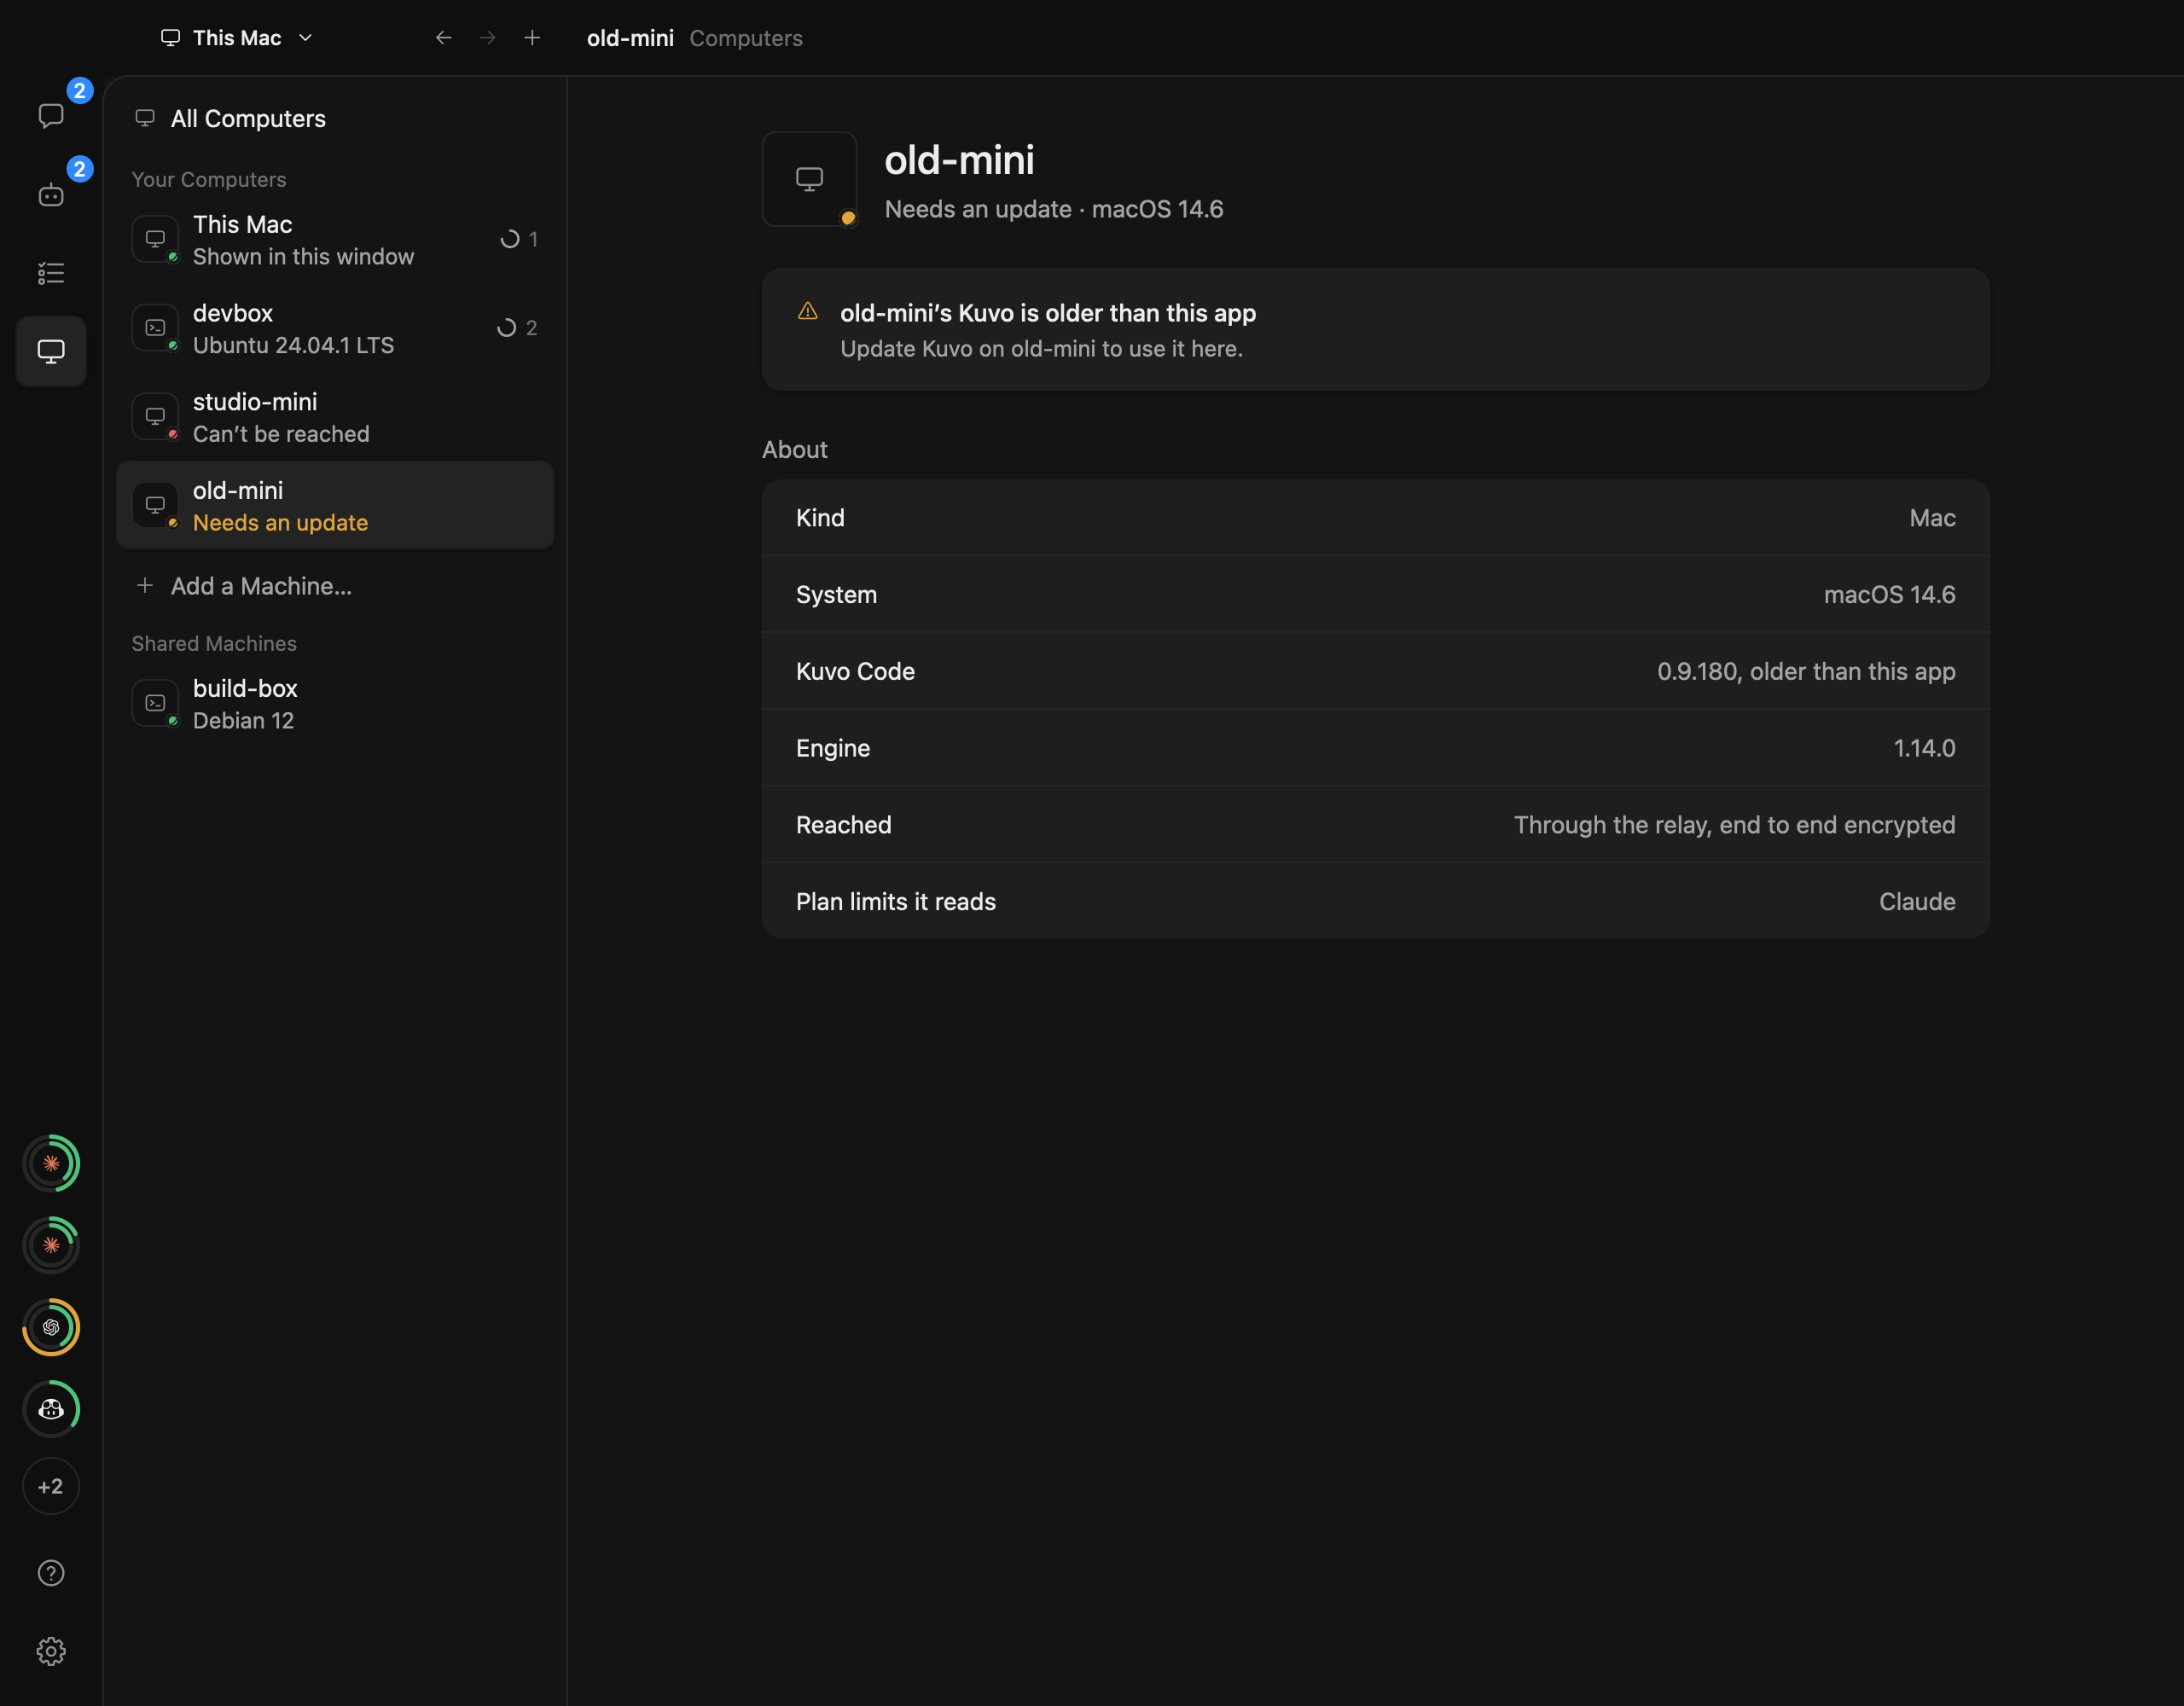 This Mac
old-mini Computers
2
2
All Computers
Your Computers
This Mac
Shown in this window
1
devbox
Ubuntu 24.04.1 LTS
2
studio-mini
Can’t be reached
old-mini
Needs an update
Add a Machine...
Shared Machines
build-box
Debian 12
+2
old-mini
Needs an update · macOS 14.6
old-mini’s Kuvo is older than this app
Update Kuvo on old-mini to use it here.
About
Kind Mac
System macOS 14.6
Kuvo Code 0.9.180, older than this app
Engine 1.14.0
Reached Through the relay, end to end encrypted
Plan limits it reads Claude